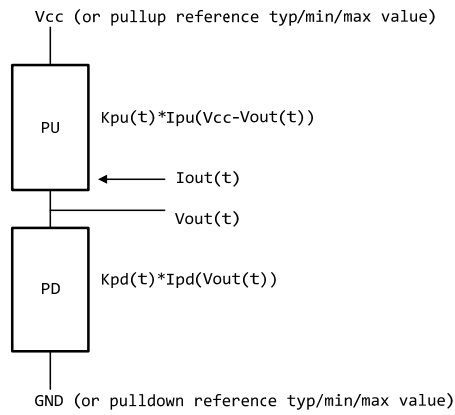 Vcc (or pullup reference typ/min/max value)
PU
Kpu(t)*Ipu(Vcc-Vout(t))
Iout(t)
Vout(t)
PD
Kpd(t)*Ipd(Vout(t))
GND (or pulldown reference typ/min/max value)